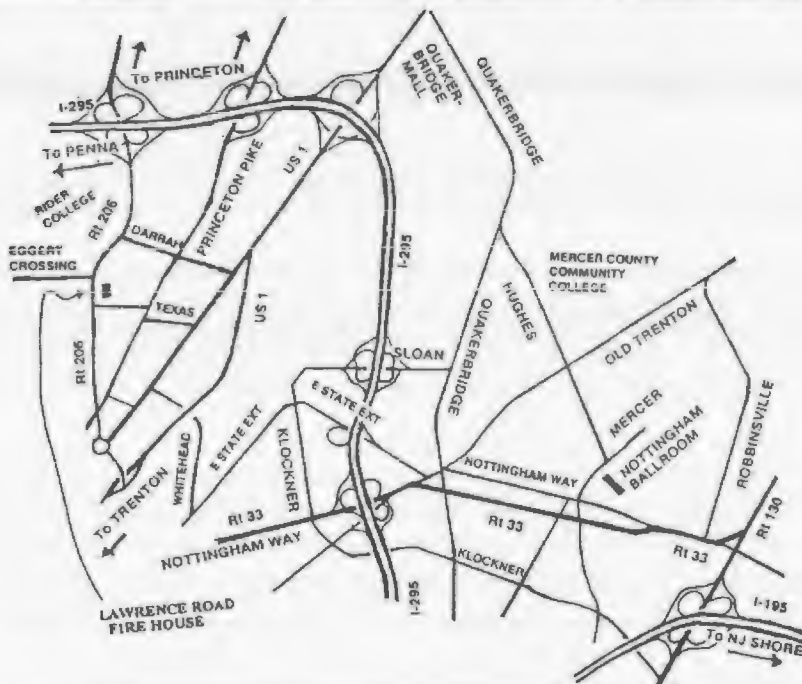 To PRINCETON
I-295
To PENNA
RIDER
COLLEGE
Rt 206
DARRAH
PRINCETON PIKE
US 1
QUAKER-
BRIDGE
MALL
QUAKERBRIDGE
EGGERT
CROSSING
TEXAS
US 1
I-295
MERCER COUNTY
COMMUNITY
COLLEGE
Rt 206
SLOAN
QUAKERBRIDGE
HUGHES
OLD TRENTON
E STATE EXT
E STATE EXT
KLOCKNER
WHITEHEAD
MERCER
NOTTINGHAM
BALLROOM
ROBBINSVILLE
NOTTINGHAM WAY
To TRENTON
Rt 33
NOTTINGHAM WAY
Rt 33
Rt 33
Rt 130
KLOCKNER
LAWRENCE ROAD
FIRE HOUSE
I-295
I-195
To NJ SHORE